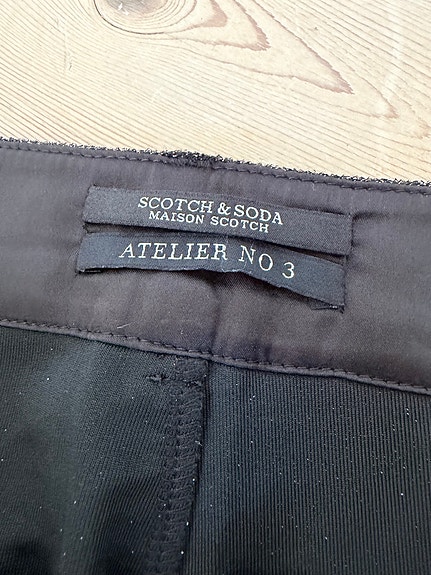 SCOTCH & SODA
MAISON SCOTCH
ATELIER NO 3